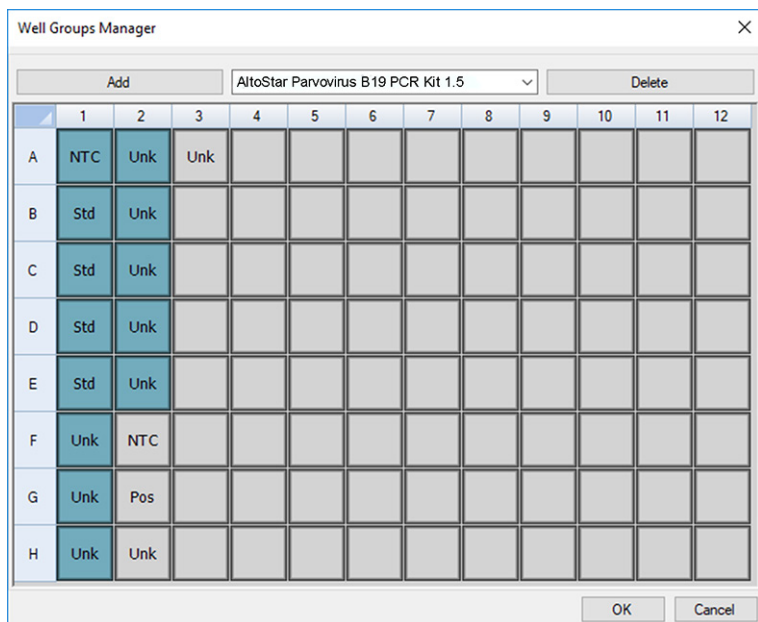 Well Groups Manager
Add AltoStar Parvovirus B19 PCR Kit 1.5 Delete
1 2 3 4 5 6 7 8 9 10 11 12
A NTC Unk Unk
B Std Unk
C Std Unk
D Std Unk
E Std Unk
F Unk NTC
G Unk Pos
H Unk Unk
OK Cancel